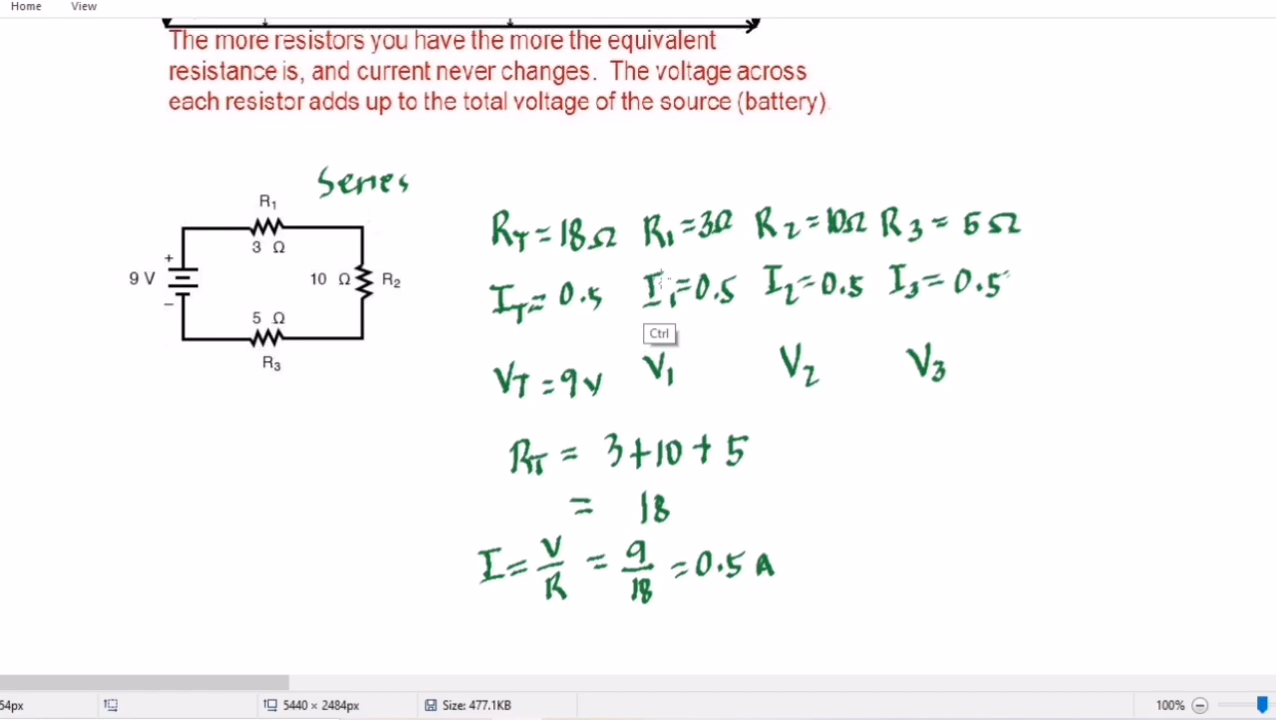 Home View
The more resistors you have the more the equivalent
resistance is, and current never changes. The voltage across
each resistor adds up to the total voltage of the source (battery)
Series
R1
3 Ω
+
9 V
10 Ω R2
−
5 Ω
R3
RT = 18Ω R1 = 3Ω R2 = 10Ω R3 = 5Ω
IT = 0.5 I1 = 0.5 I2 = 0.5 I3 = 0.5
Ctrl
VT = 9V V1 V2 V3
RT = 3+10+5
= 18
I = V/R = 9/18 = 0.5 A
54px 5440 × 2484px Size: 477.1KB 100%